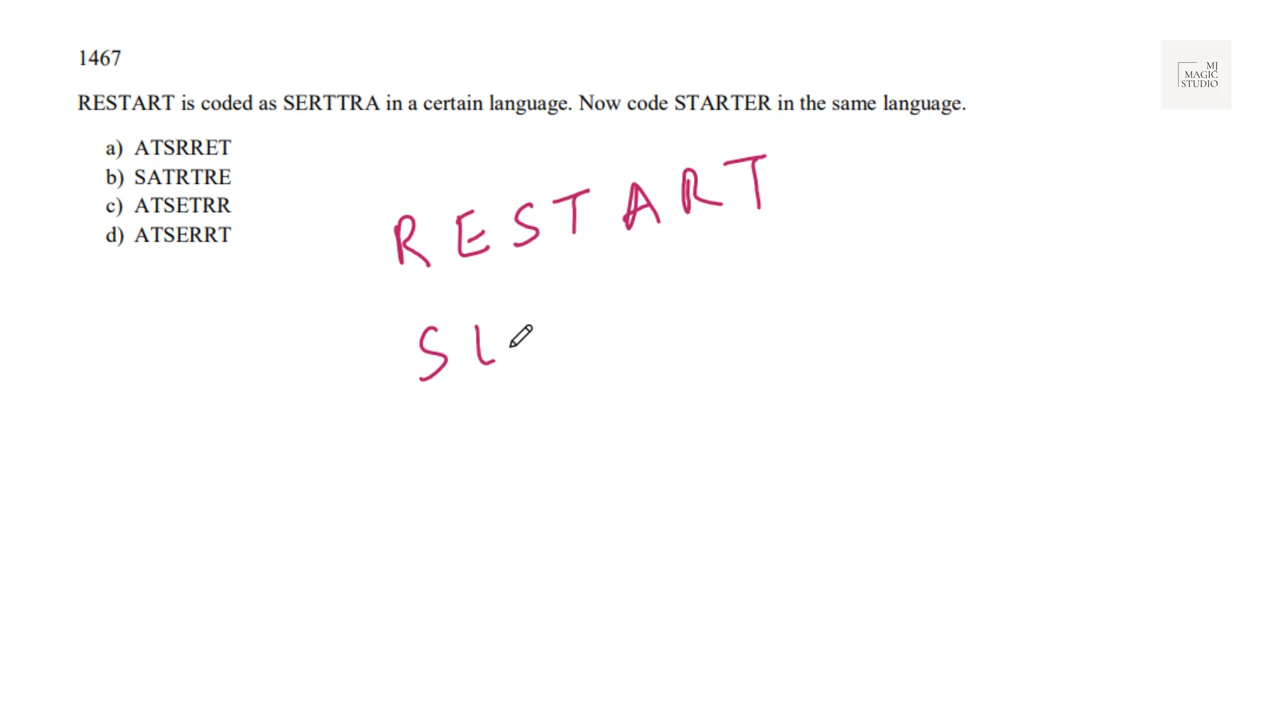 1467
MJ
MAGIC
STUDIO
RESTART is coded as SERTTRA in a certain language. Now code STARTER in the same language.
a) ATSRRET
b) SATRTRE
c) ATSETRR
d) ATSERRT
R E S T A R T
S